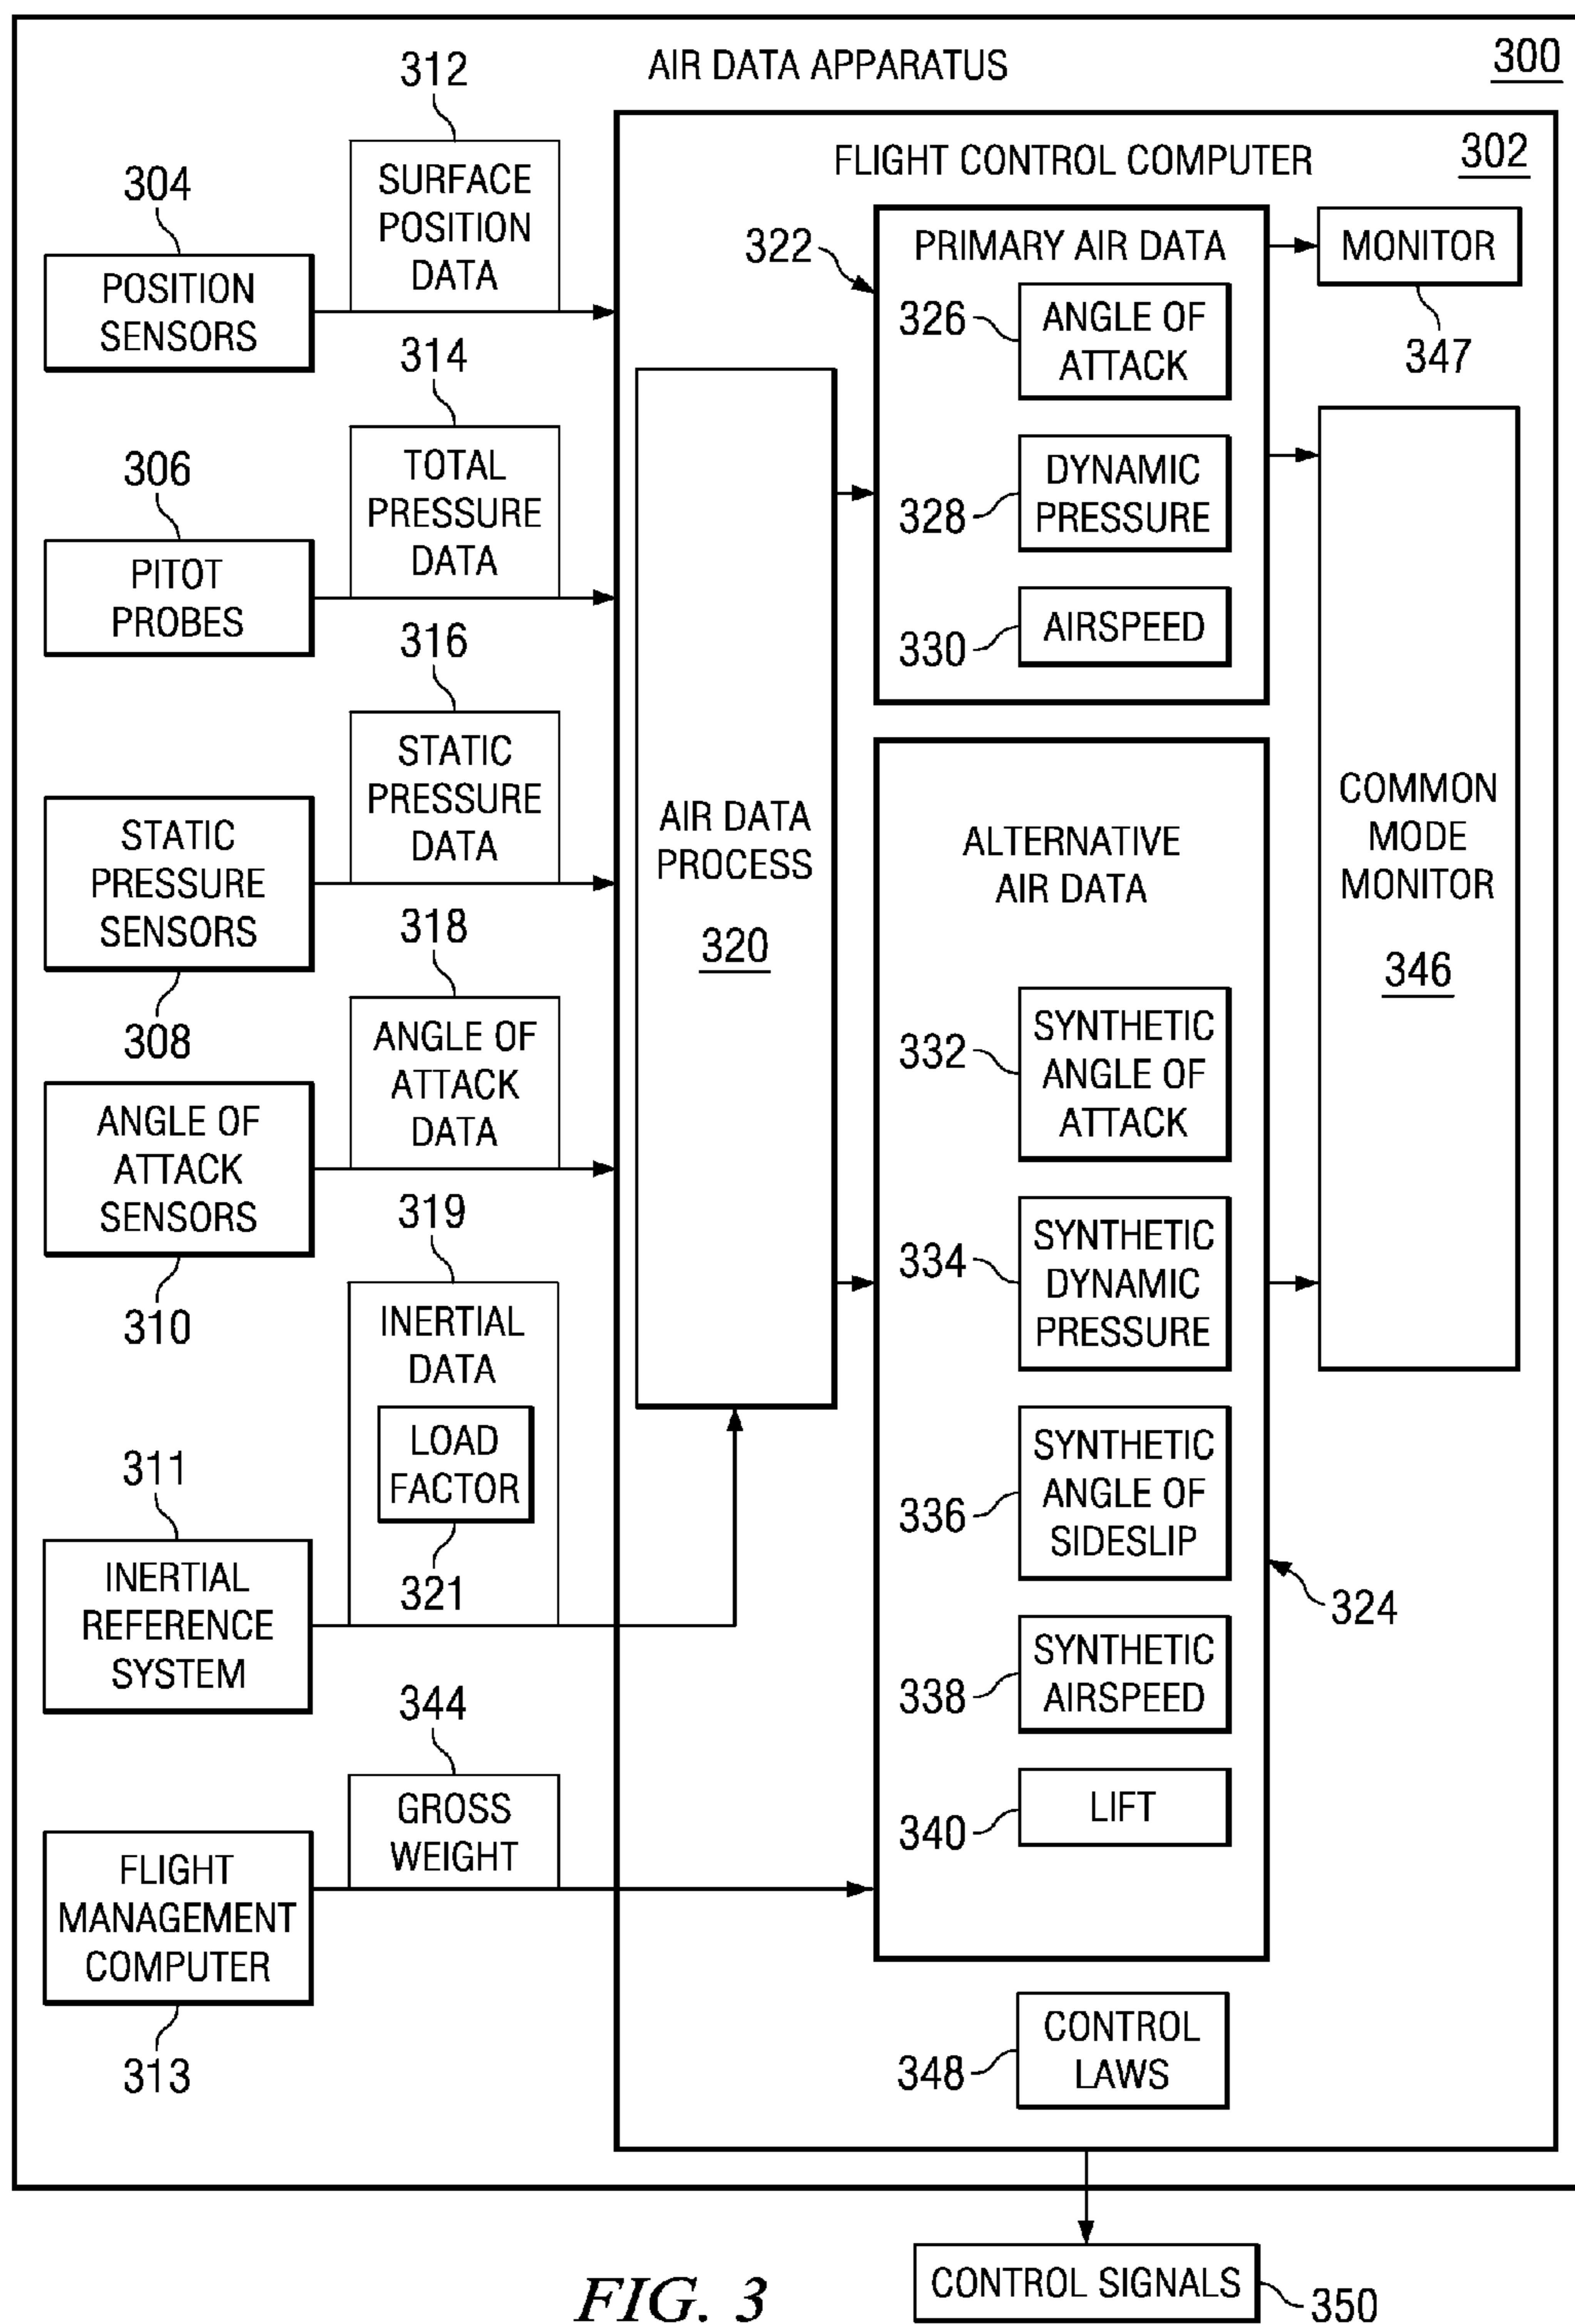 AIR DATA APPARATUS
300
312
SURFACE
POSITION
DATA
304
POSITION
SENSORS
314
TOTAL
PRESSURE
DATA
306
PITOT
PROBES
316
STATIC
PRESSURE
DATA
STATIC
PRESSURE
SENSORS
308
318
ANGLE OF
ATTACK
DATA
ANGLE OF
ATTACK
SENSORS
310
319
INERTIAL
DATA
LOAD
FACTOR
321
311
INERTIAL
REFERENCE
SYSTEM
344
GROSS
WEIGHT
FLIGHT
MANAGEMENT
COMPUTER
313
FLIGHT CONTROL COMPUTER
302
AIR DATA
PROCESS
320
322
PRIMARY AIR DATA
326
ANGLE OF
ATTACK
328
DYNAMIC
PRESSURE
330
AIRSPEED
MONITOR
347
ALTERNATIVE
AIR DATA
332
SYNTHETIC
ANGLE OF
ATTACK
334
SYNTHETIC
DYNAMIC
PRESSURE
336
SYNTHETIC
ANGLE OF
SIDESLIP
324
338
SYNTHETIC
AIRSPEED
340
LIFT
COMMON
MODE
MONITOR
346
348
CONTROL
LAWS
CONTROL SIGNALS
350
FIG. 3